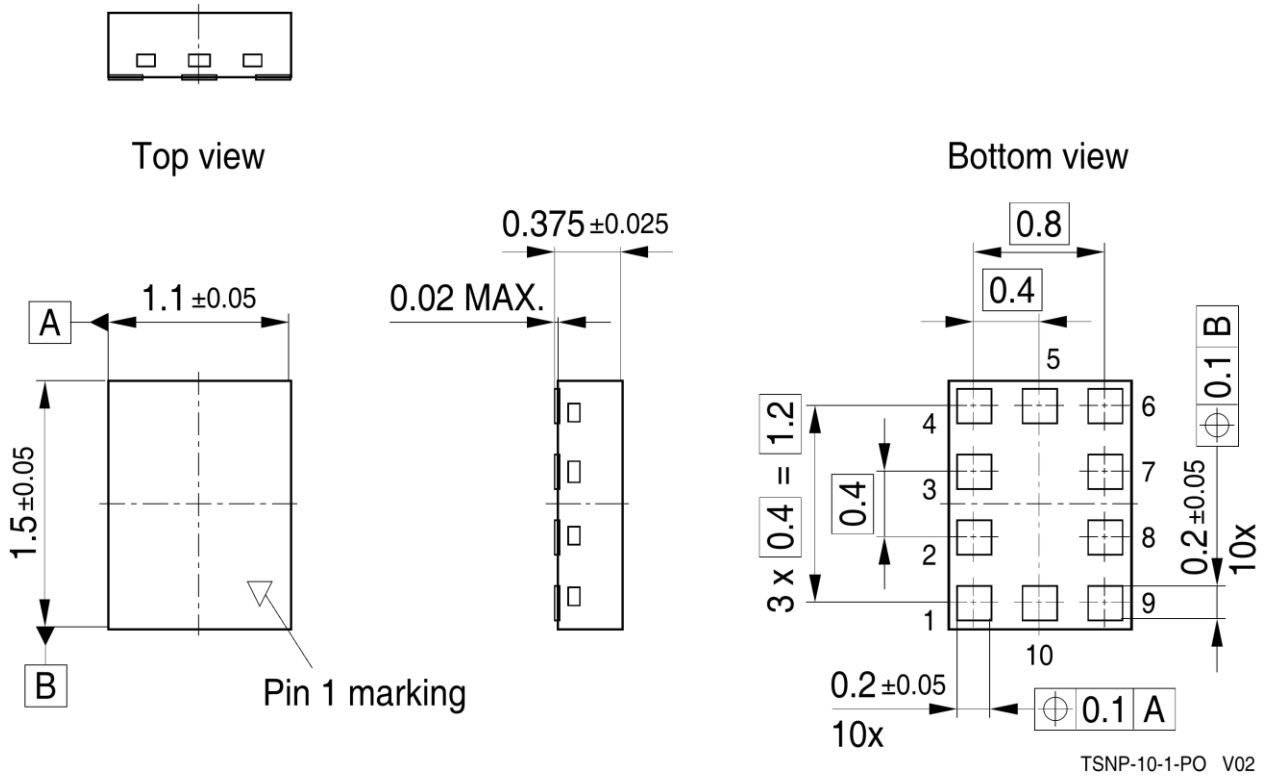 Top view
Bottom view
0.375 ±0.025
0.8
1.1 ±0.05
0.02 MAX.
0.4
A
5
4
6
3
7
2
8
1
9
10
1.5 ±0.05
3 x 0.4 = 1.2
0.4
0.2 ±0.05
10x
⌖ 0.1 B
B
Pin 1 marking
0.2 ±0.05
10x
⌖ 0.1 A
TSNP-10-1-PO V02